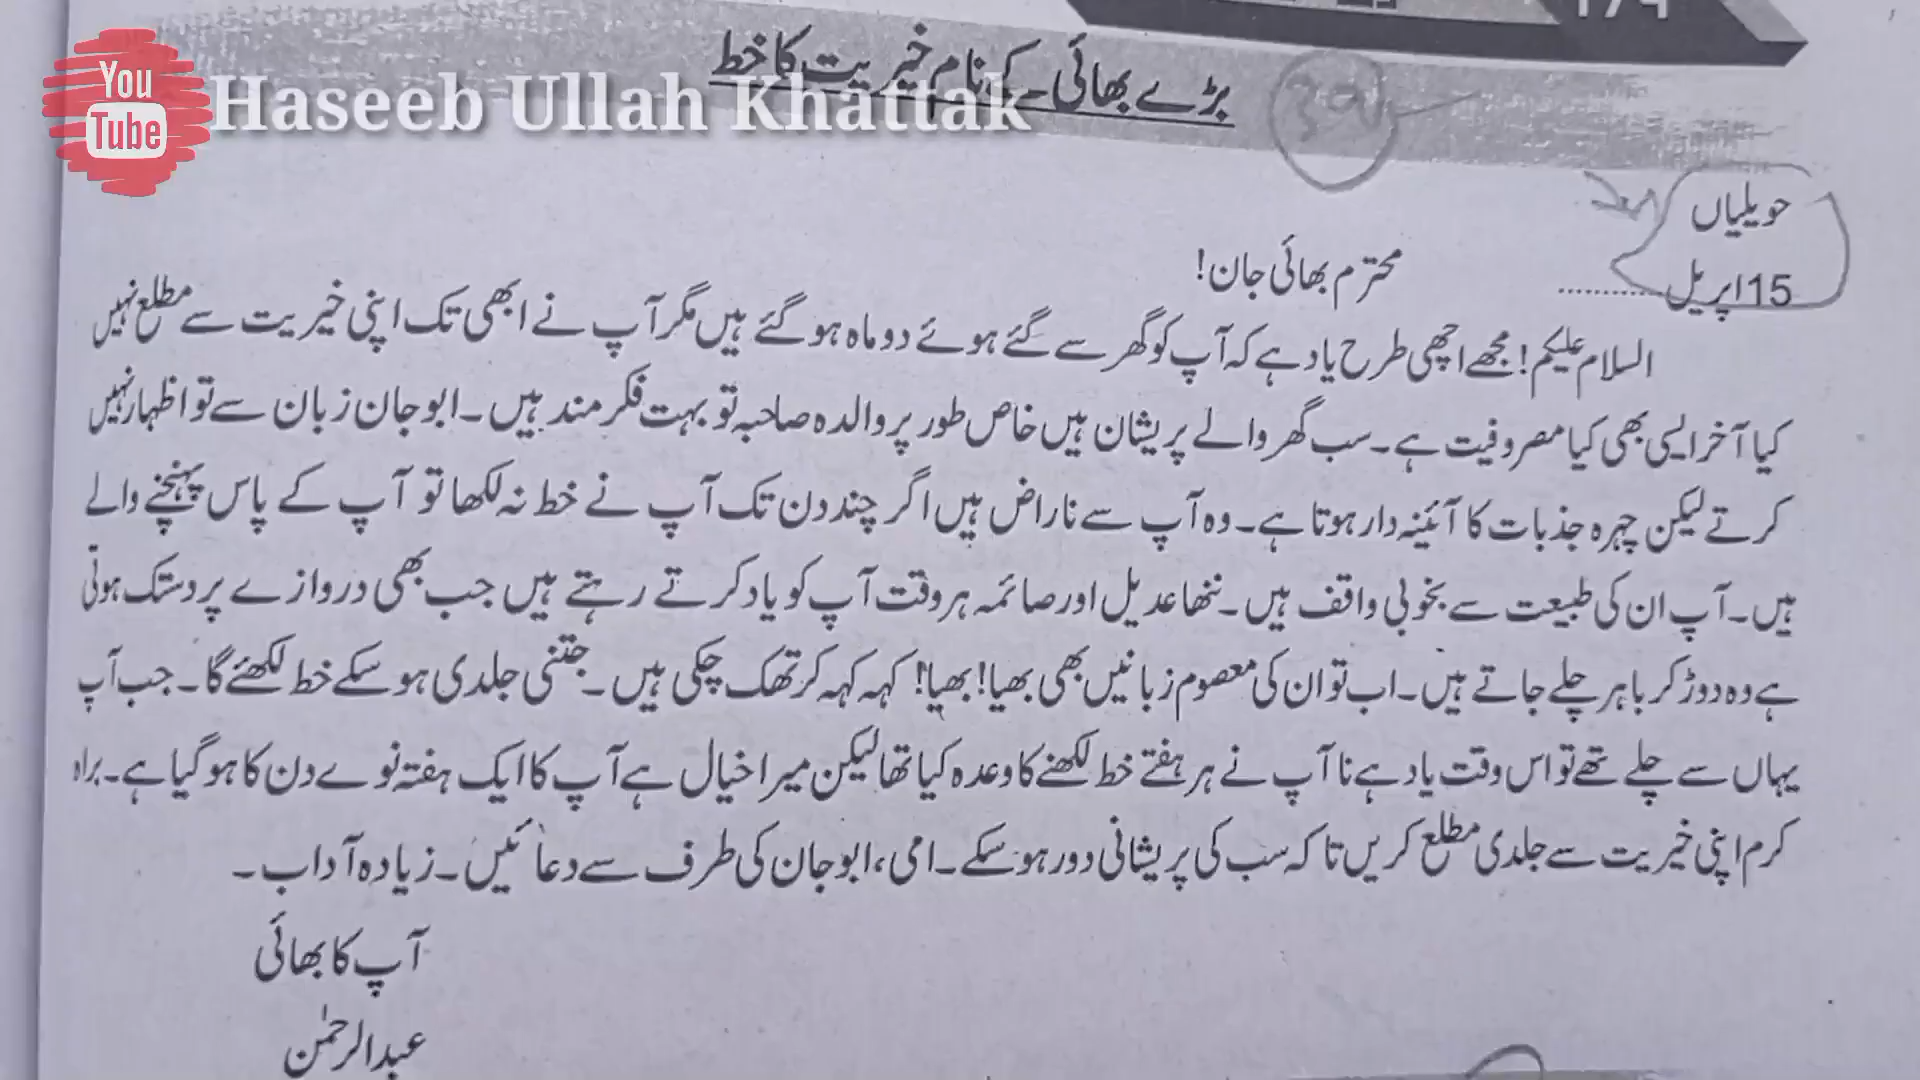 You
Tube
Haseeb Ullah Khattak
بڑے بھائی کے نام خیریت کا خط
حویلیاں
15 اپریل ............
محترم بھائی جان!
السلام علیکم! مجھے اچھی طرح یاد ہے کہ آپ کو گھر سے گئے ہوئے دو ماہ ہو گئے ہیں مگر آپ نے ابھی تک اپنی خیریت سے مطلع نہیں
کیا آخر ایسی بھی کیا مصروفیت ہے۔ سب گھر والے پریشان ہیں خاص طور پر والدہ صاحبہ تو بہت فکر مند ہیں۔ ابو جان زبان سے تو اظہار نہیں
کرتے لیکن چہرہ جذبات کا آئینہ دار ہوتا ہے۔ وہ آپ سے ناراض ہیں اگر چند دن تک آپ نے خط نہ لکھا تو آپ کے پاس پہنچنے والے
ہیں۔ آپ ان کی طبیعت سے بخوبی واقف ہیں۔ ننھا عدیل اور صائمہ ہر وقت آپ کو یاد کرتے رہتے ہیں جب بھی دروازے پر دستک ہوتی
ہے وہ دوڑ کر باہر چلے جاتے ہیں۔ اب تو ان کی معصوم زبانیں بھی بھیا! بھیا! کہہ کہہ کر تھک چکی ہیں۔ جتنی جلدی ہو سکے خط لکھئے گا۔ جب آپ
یہاں سے چلے تھے تو اس وقت یاد ہے نا آپ نے ہر ہفتے خط لکھنے کا وعدہ کیا تھا لیکن میرا خیال ہے آپ کا ایک ہفتہ نوے دن کا ہو گیا ہے۔ براہ
کرم اپنی خیریت سے جلدی مطلع کریں تا کہ سب کی پریشانی دور ہو سکے۔ امی، ابو جان کی طرف سے دعائیں۔ زیادہ آداب۔
آپ کا بھائی
عبدالرحمٰن